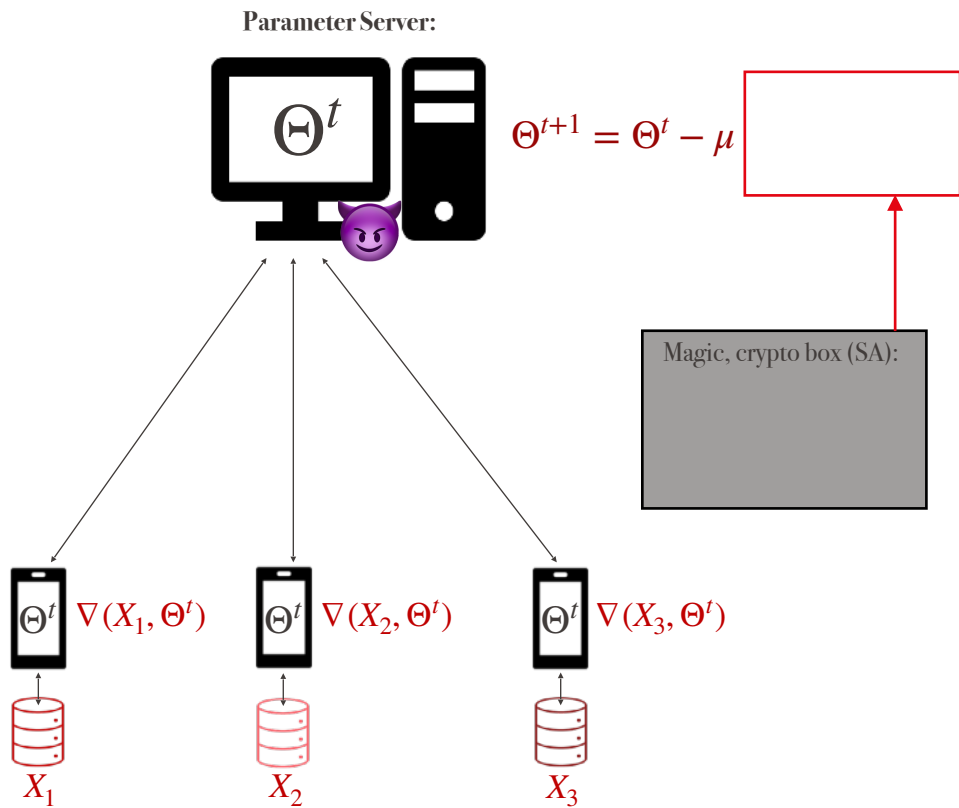 Parameter Server:
Θ^t
Θ^{t+1} = Θ^t − μ
Magic, crypto box (SA):
Θ^t ∇(X_1, Θ^t) Θ^t ∇(X_2, Θ^t) Θ^t ∇(X_3, Θ^t)
X_1 X_2 X_3